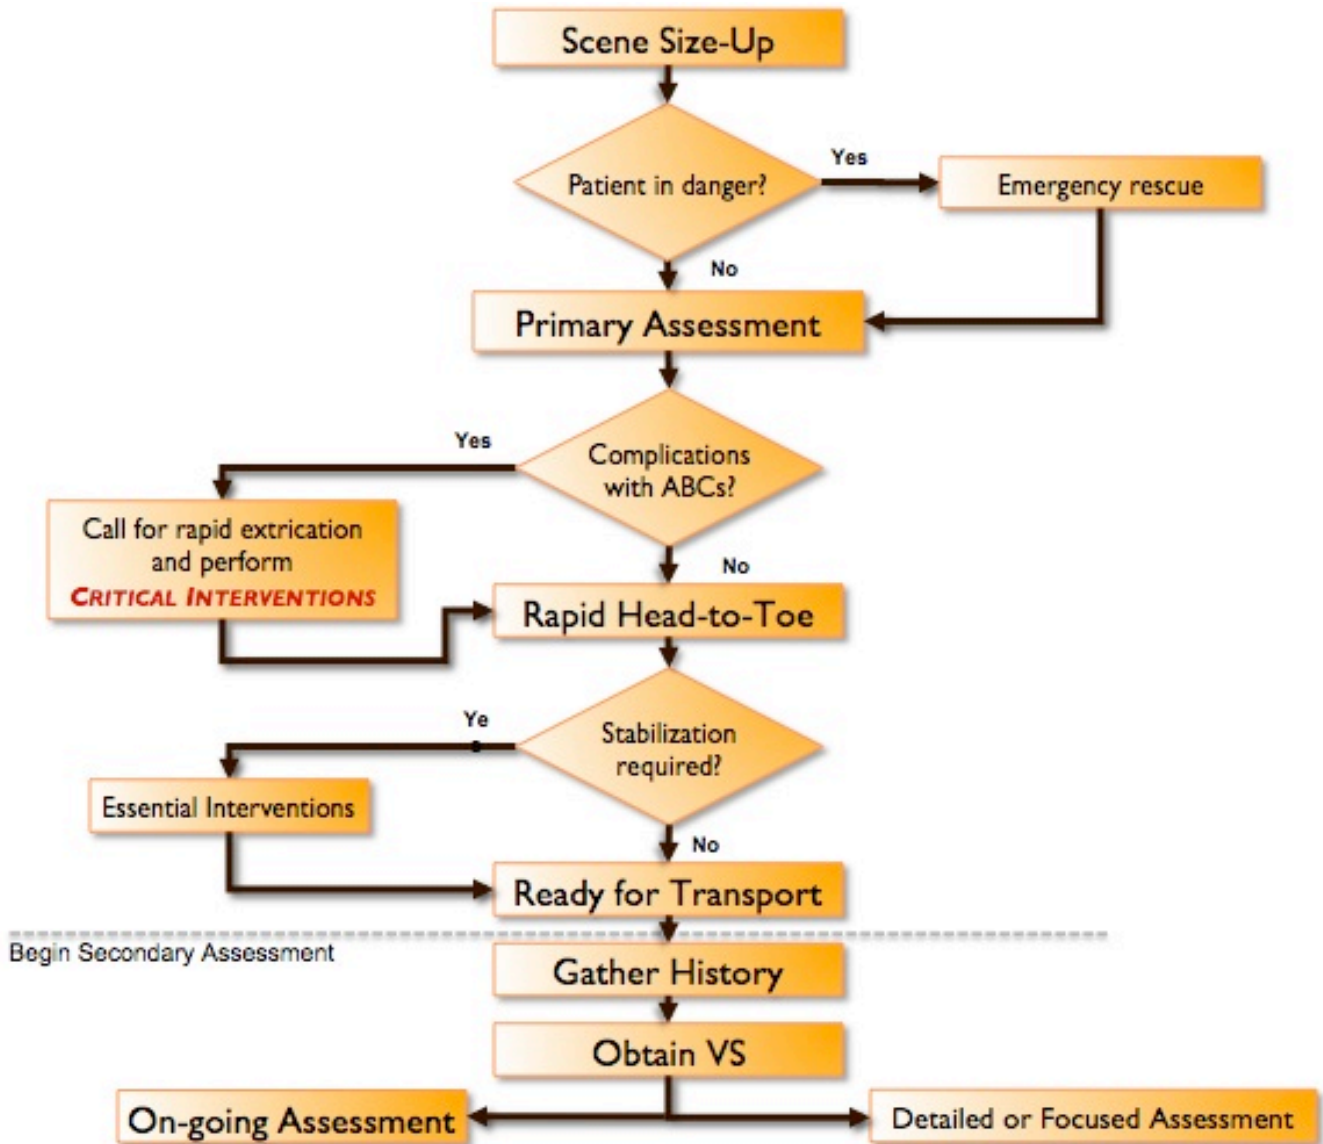 Scene Size-Up
Patient in danger?
Yes
Emergency rescue
No
Primary Assessment
Yes
Complications
with ABCs?
Call for rapid extrication
and perform
CRITICAL INTERVENTIONS
No
Rapid Head-to-Toe
Ye
Stabilization
required?
Essential Interventions
No
Ready for Transport
Begin Secondary Assessment
Gather History
Obtain VS
On-going Assessment
Detailed or Focused Assessment